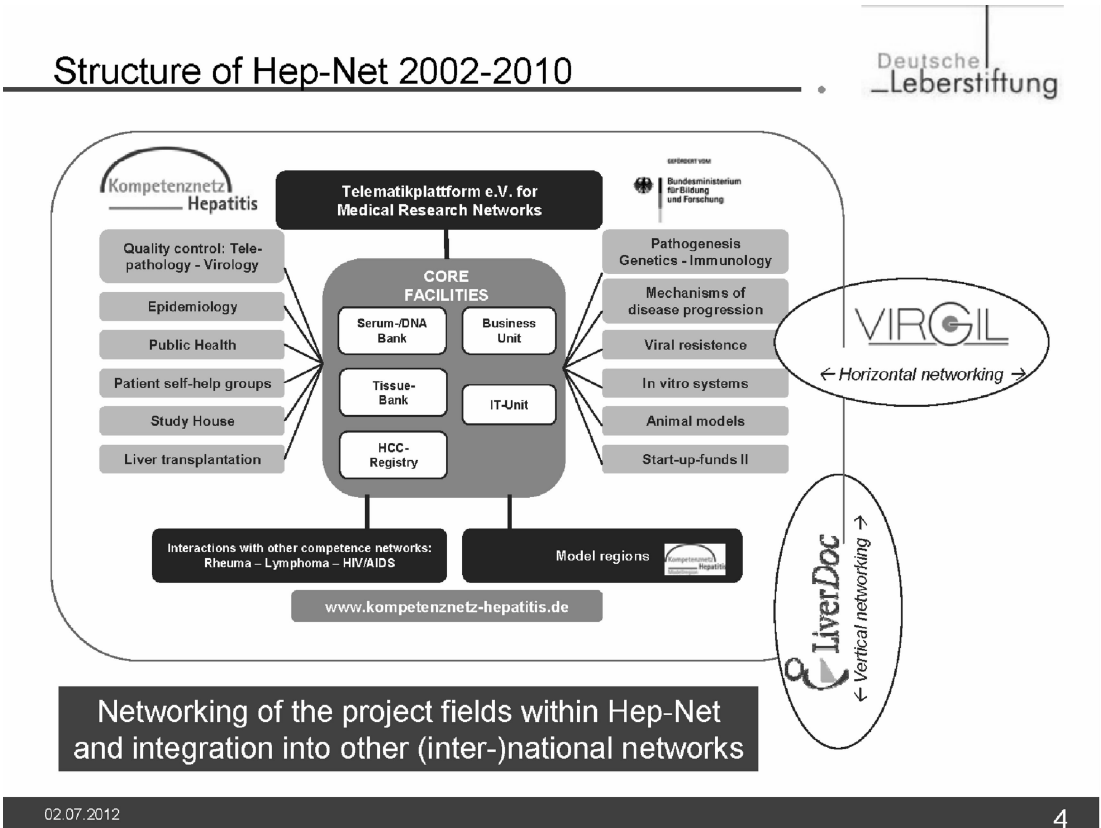 Structure of Hep-Net 2002-2010
Deutsche
Leberstiftung
Kompetenznetz
Hepatitis
Telematikplattform e.V. for
Medical Research Networks
GEFÖRDERT VOM
Bundesministerium
für Bildung
und Forschung
Quality control: Tele-
pathology - Virology
Epidemiology
Public Health
Patient self-help groups
Study House
Liver transplantation
CORE
FACILITIES
Serum-/DNA
Bank
Business
Unit
Tissue-
Bank
IT-Unit
HCC-
Registry
Pathogenesis
Genetics - Immunology
Mechanisms of
disease progression
Viral resistence
In vitro systems
Animal models
Start-up-funds II
VIRGIL
← Horizontal networking →
LiverDoc
← Vertical networking →
Interactions with other competence networks:
Rheuma – Lymphoma – HIV/AIDS
Model regions
Kompetenznetz
Hepatitis
www.kompetenznetz-hepatitis.de
Networking of the project fields within Hep-Net
and integration into other (inter-)national networks
02.07.2012
4